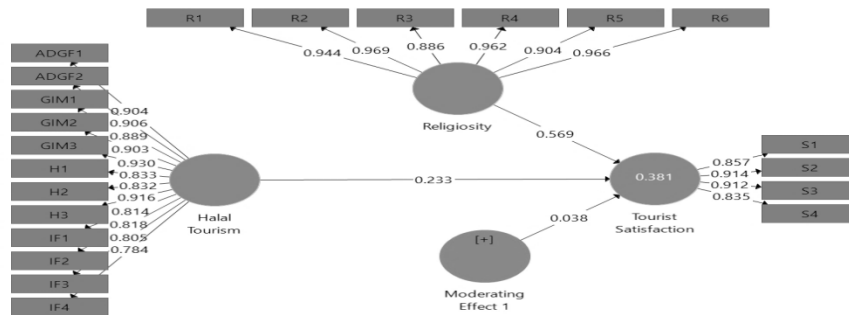 R1 R2 R3 R4 R5 R6
0.944 0.969 0.886 0.962 0.904 0.966
Religiosity
ADGF1
ADGF2
GIM1
GIM2
GIM3
H1
H2
H3
IF1
IF2
IF3
IF4
0.904
0.906
0.889
0.903
0.930
0.833
0.832
0.916
0.814
0.818
0.805
0.784
Halal
Tourism
0.569
0.233
0.038
[+]
Moderating
Effect 1
0.381
Tourist
Satisfaction
0.857
0.914
0.912
0.835
S1
S2
S3
S4